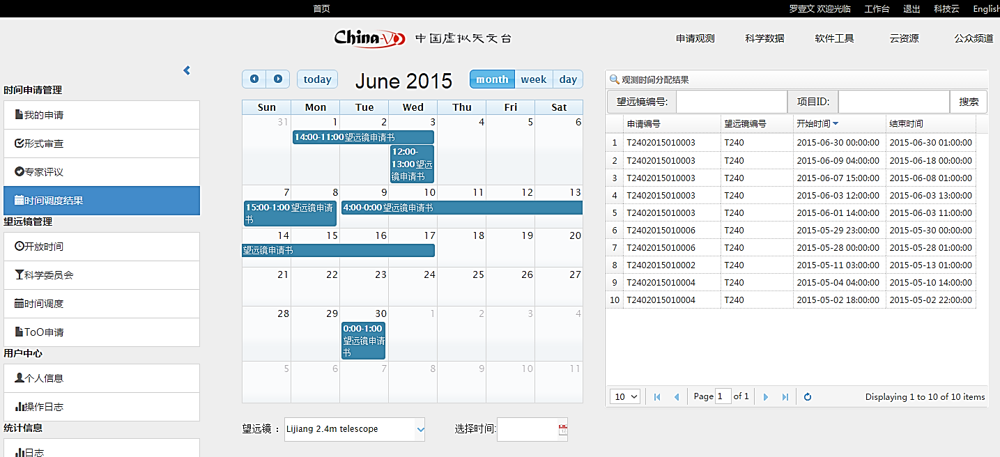 首页
罗壹文 欢迎光临 工作台 退出 科技云 English
China-VO 中国虚拟天文台
申请观测 科学数据 软件工具 云资源 公众频道
时间申请管理
我的申请
形式审查
专家评议
时间调度结果
望远镜管理
开放时间
科学委员会
时间调度
ToO申请
用户中心
个人信息
操作日志
统计信息
日志
today June 2015 month week day
Sun Mon Tue Wed Thu Fri Sat
31 1 2 3 4 5 6
14:00-11:00 望远镜申请书
12:00-
13:00 望远
镜申请书
7 8 9 10 11 12 13
15:00-1:00 望远镜申请
书
4:00-0:00 望远镜申请书
14 15 16 17 18 19 20
望远镜申请书
21 22 23 24 25 26 27
28 29 30 1 2 3 4
0:00-1:00
望远镜申请
书
5 6 7 8 9 10 11
望远镜 : Lijiang 2.4m telescope 选择时间:
观测时间分配结果
望远镜编号: 项目ID: 搜索
申请编号 望远镜编号 开始时间 结束时间
1 T2402015010003 T240 2015-06-30 00:00:00 2015-06-30 01:00:00
2 T2402015010003 T240 2015-06-09 04:00:00 2015-06-18 00:00:00
3 T2402015010003 T240 2015-06-07 15:00:00 2015-06-08 01:00:00
4 T2402015010003 T240 2015-06-03 12:00:00 2015-06-03 13:00:00
5 T2402015010003 T240 2015-06-01 14:00:00 2015-06-03 11:00:00
6 T2402015010006 T240 2015-05-29 23:00:00 2015-05-30 00:00:00
7 T2402015010006 T240 2015-05-28 00:00:00 2015-05-28 01:00:00
8 T2402015010002 T240 2015-05-11 03:00:00 2015-05-13 01:00:00
9 T2402015010004 T240 2015-05-04 04:00:00 2015-05-10 14:00:00
10 T2402015010004 T240 2015-05-02 18:00:00 2015-05-02 22:00:00
10 Page 1 of 1 Displaying 1 to 10 of 10 items